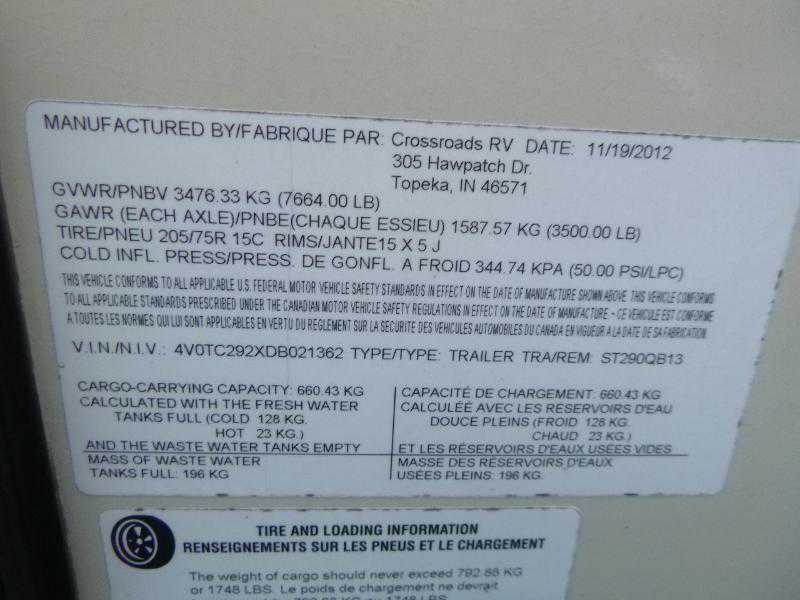 MANUFACTURED BY/FABRIQUE PAR: Crossroads RV DATE: 11/19/2012
305 Hawpatch Dr.
Topeka, IN 46571
GVWR/PNBV 3476.33 KG (7664.00 LB)
GAWR (EACH AXLE)/PNBE(CHAQUE ESSIEU) 1587.57 KG (3500.00 LB)
TIRE/PNEU 205/75R 15C RIMS/JANTE15 X 5 J
COLD INFL. PRESS/PRESS. DE GONFL. A FROID 344.74 KPA (50.00 PSI/LPC)
THIS VEHICLE CONFORMS TO ALL APPLICABLE U.S. FEDERAL MOTOR VEHICLE SAFETY STANDARDS IN EFFECT ON THE DATE OF MANUFACTURE SHOWN ABOVE. THIS VEHICLE CONFORMS
TO ALL APPLICABLE STANDARDS PRESCRIBED UNDER THE CANADIAN MOTOR VEHICLE SAFETY REGULATIONS IN EFFECT ON THE DATE OF MANUFACTURE - CE VEHICULE EST CONFORME
A TOUTES LES NORMES QUI LUI SONT APPLICABLES EN VERTU DU REGLEMENT SUR LA SECURITE DES VEHICULES AUTOMOBILES DU CANADA EN VIGUEUR A LA DATE DE SA FABRICATION.
V.I.N./N.I.V.: 4V0TC292XDB021362 TYPE/TYPE: TRAILER TRA/REM: ST290QB13
CARGO-CARRYING CAPACITY: 660.43 KG
CALCULATED WITH THE FRESH WATER
TANKS FULL (COLD 128 KG.
HOT 23 KG.)
AND THE WASTE WATER TANKS EMPTY
MASS OF WASTE WATER
TANKS FULL: 196 KG
CAPACITÉ DE CHARGEMENT: 660.43 KG
CALCULÉE AVEC LES RÉSERVOIRS D'EAU
DOUCE PLEINS (FROID 128 KG.
CHAUD 23 KG.)
ET LES RÉSERVOIRS D'EAUX USÉES VIDES
MASSE DES RÉSERVOIRS D'EAUX
USÉES PLEINS: 196 KG.
TIRE AND LOADING INFORMATION
RENSEIGNEMENTS SUR LES PNEUS ET LE CHARGEMENT
The weight of cargo should never exceed 792.88 KG
or 1748 LBS. Le poids de chargement ne devrait
792.88 KG ou 1748 LBS.